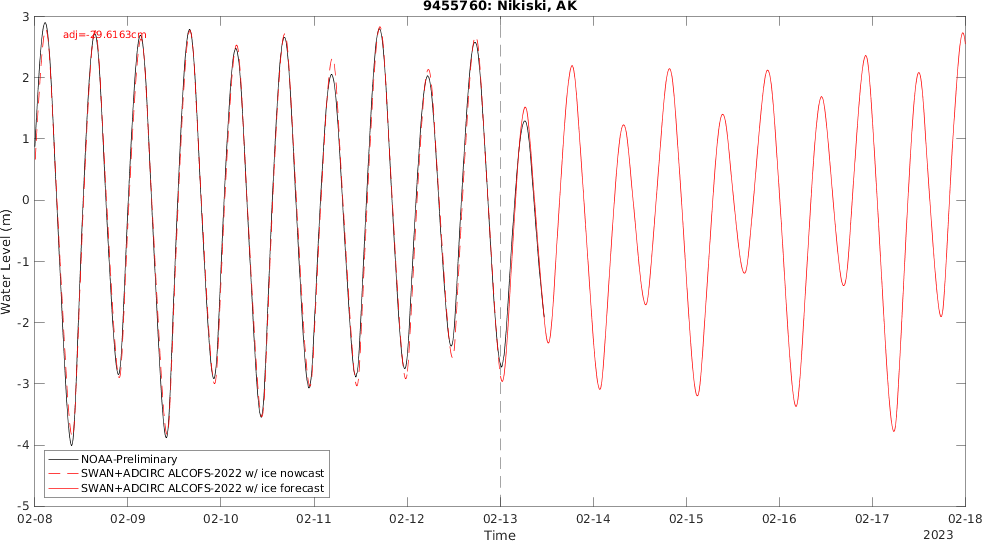 9455760: Nikiski, AK
adj=-29.6163cm
3
2
1
0
-1
-2
-3
-4
-5
Water Level (m)
NOAA-Preliminary
SWAN+ADCIRC ALCOFS-2022 w/ ice nowcast
SWAN+ADCIRC ALCOFS-2022 w/ ice forecast
02-08 02-09 02-10 02-11 02-12 02-13 02-14 02-15 02-16 02-17 02-18
Time
2023